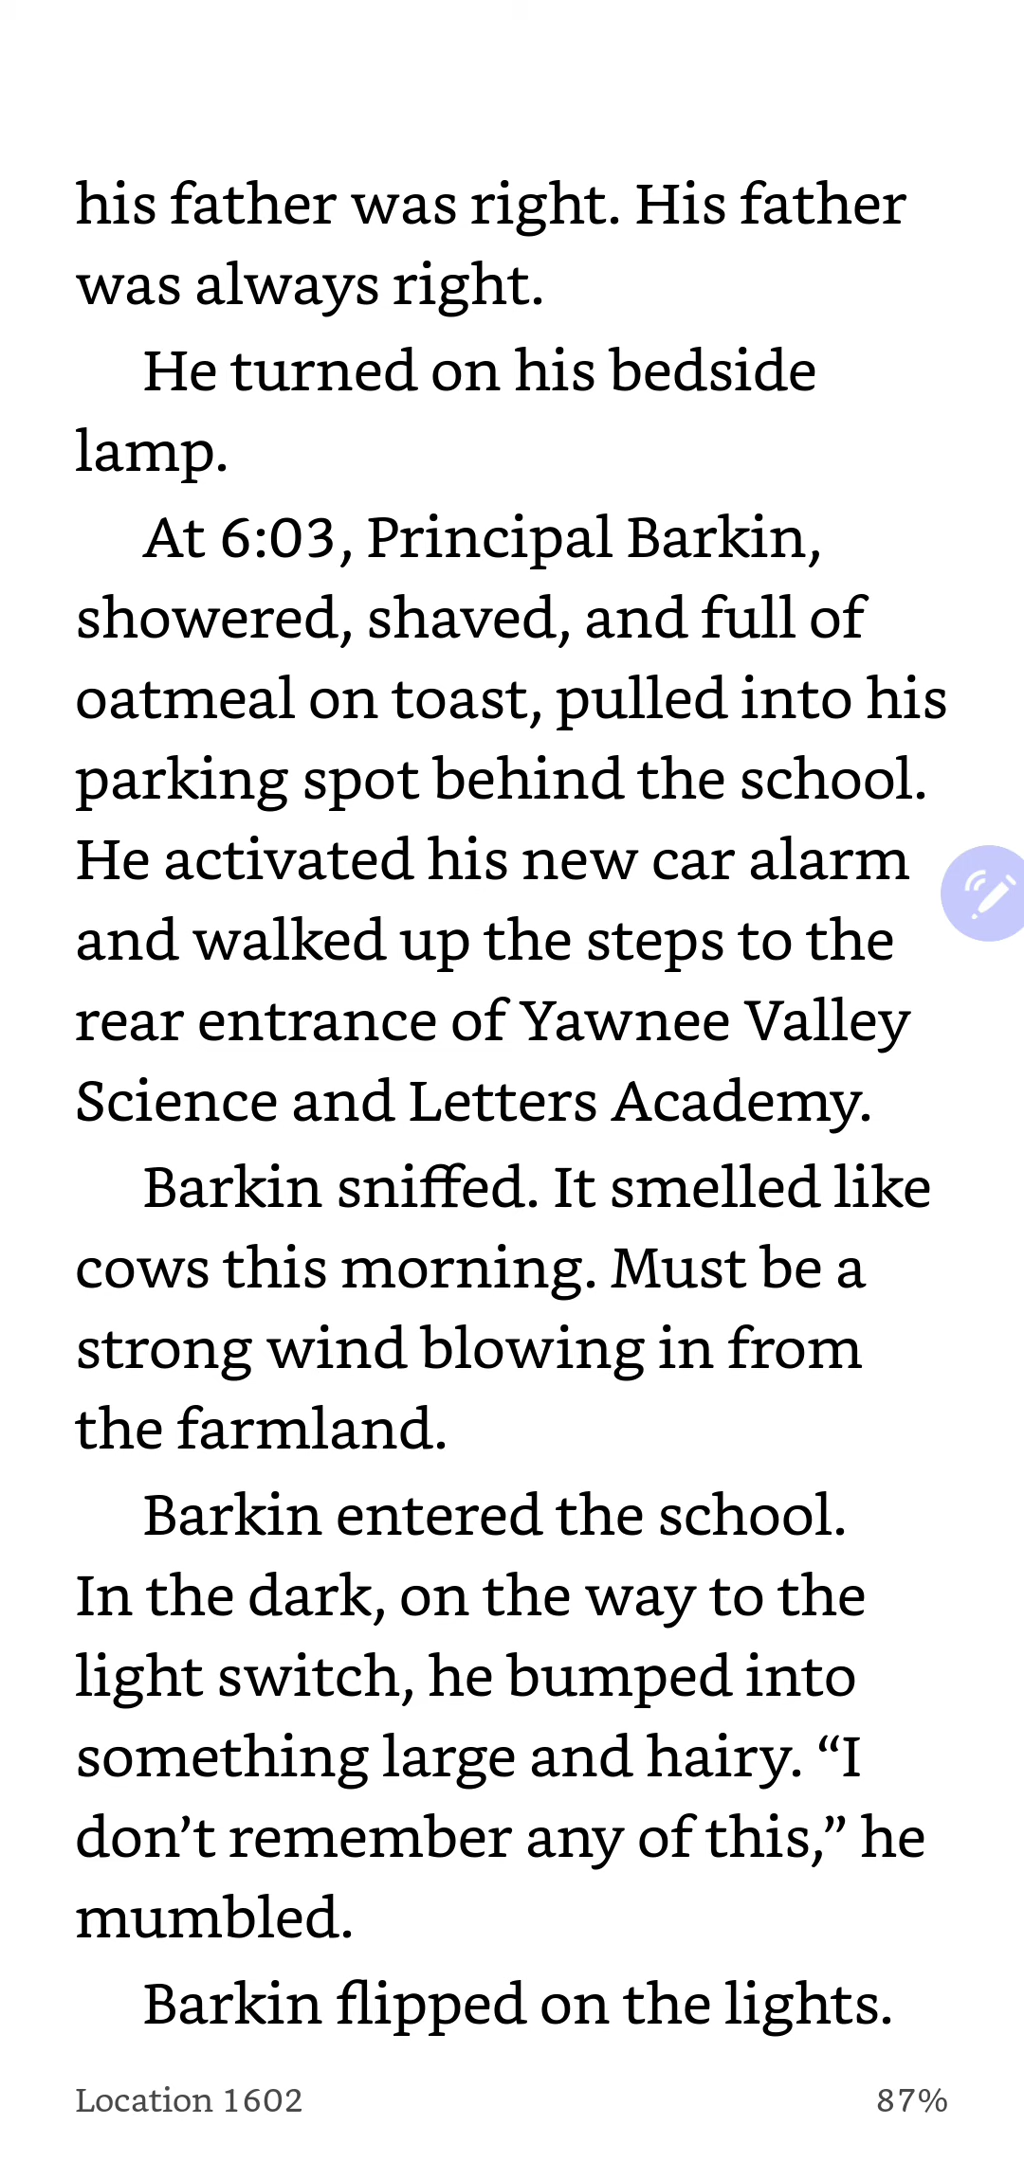 his father was right. His father
was always right.
He turned on his bedside
lamp.
At 6:03, Principal Barkin,
showered, shaved, and full of
oatmeal on toast, pulled into his
parking spot behind the school.
He activated his new car alarm
and walked up the steps to the
rear entrance of Yawnee Valley
Science and Letters Academy.
Barkin sniffed. It smelled like
cows this morning. Must be a
strong wind blowing in from
the farmland.
Barkin entered the school.
In the dark, on the way to the
light switch, he bumped into
something large and hairy. “I
don’t remember any of this,” he
mumbled.
Barkin flipped on the lights.
Location 1602 87%